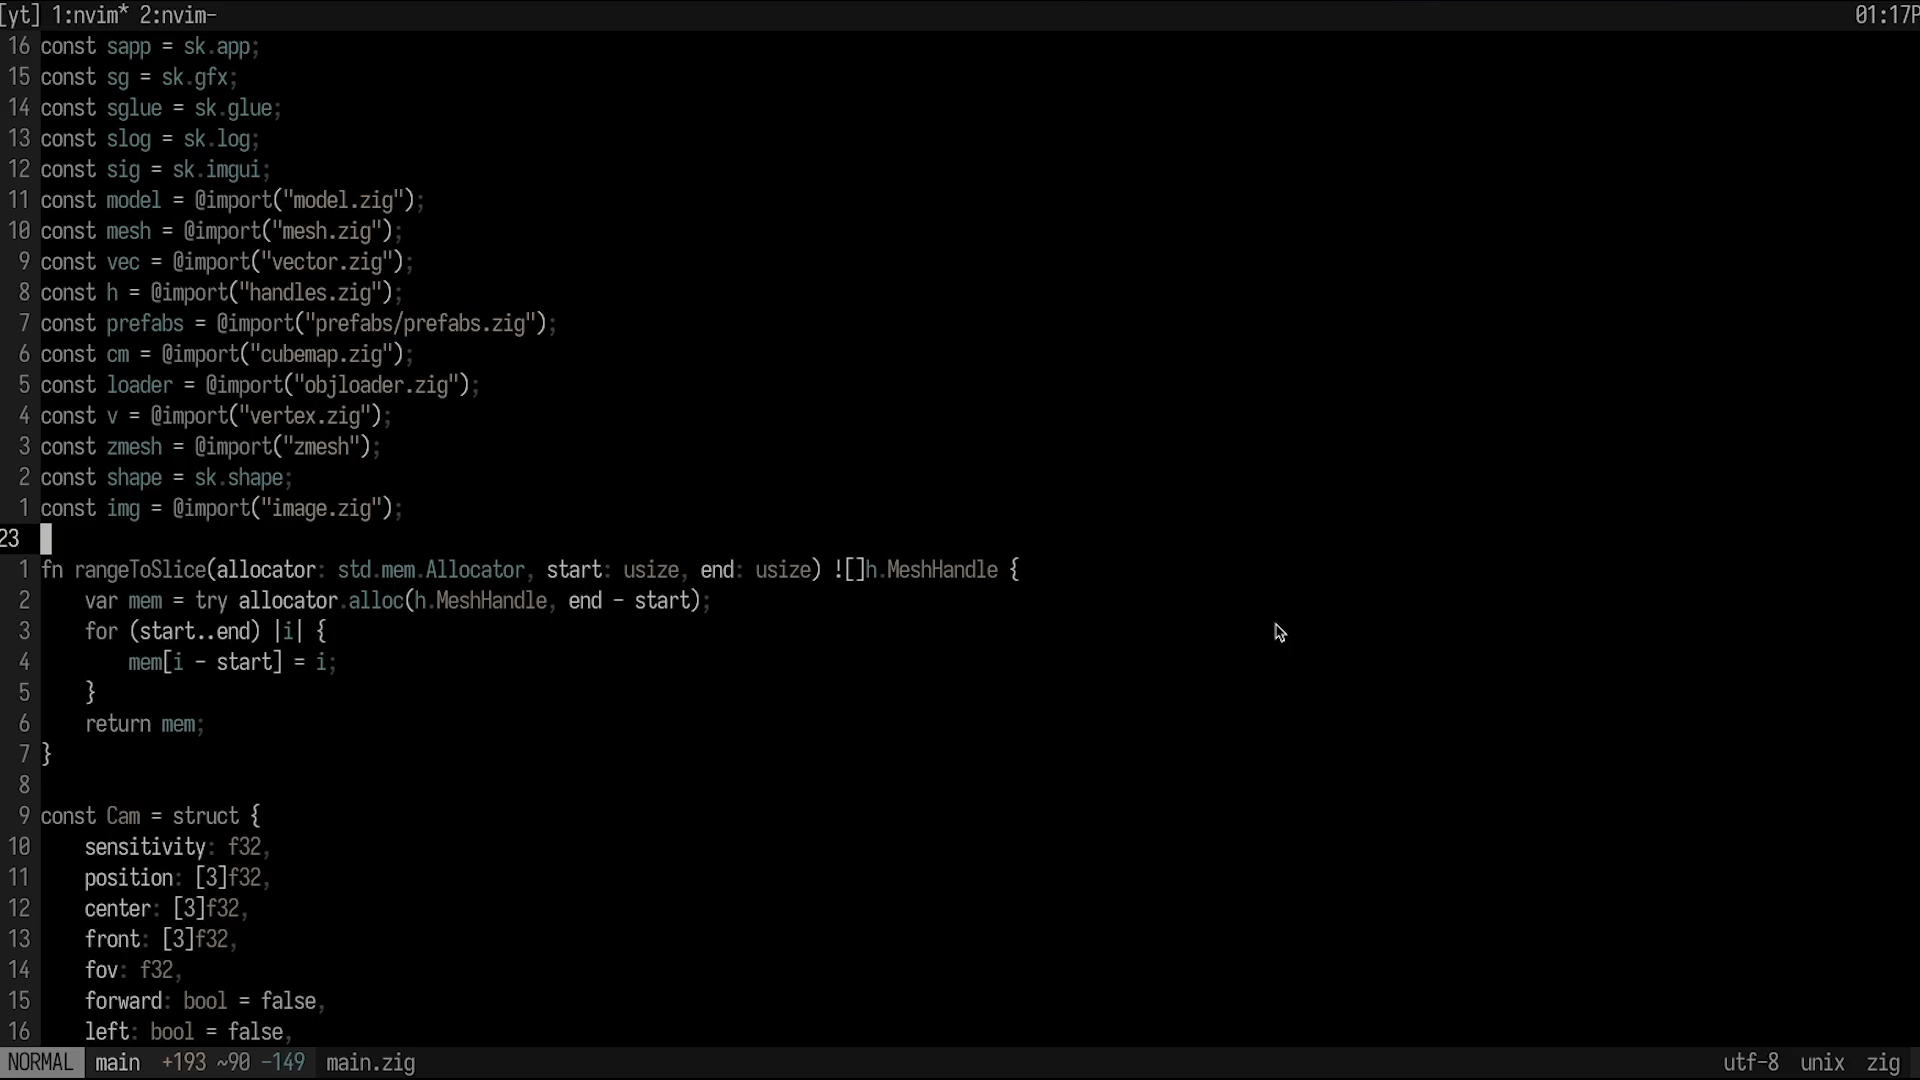 [yt] 1:nvim* 2:nvim- 01:17P
16 const sapp = sk.app;
15 const sg = sk.gfx;
14 const sglue = sk.glue;
13 const slog = sk.log;
12 const sig = sk.imgui;
11 const model = @import("model.zig");
10 const mesh = @import("mesh.zig");
9 const vec = @import("vector.zig");
8 const h = @import("handles.zig");
7 const prefabs = @import("prefabs/prefabs.zig");
6 const cm = @import("cubemap.zig");
5 const loader = @import("objloader.zig");
4 const v = @import("vertex.zig");
3 const zmesh = @import("zmesh");
2 const shape = sk.shape;
1 const img = @import("image.zig");
23
1 fn rangeToSlice(allocator: std.mem.Allocator, start: usize, end: usize) ![]h.MeshHandle {
2     var mem = try allocator.alloc(h.MeshHandle, end - start);
3     for (start..end) |i| {
4         mem[i - start] = i;
5     }
6     return mem;
7 }
8
9 const Cam = struct {
10     sensitivity: f32,
11     position: [3]f32,
12     center: [3]f32,
13     front: [3]f32,
14     fov: f32,
15     forward: bool = false,
16     left: bool = false,
NORMAL main +193 ~90 -149 main.zig utf-8 unix zig